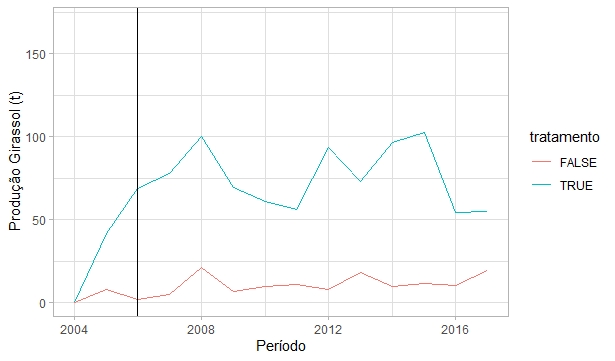 150
100
50
0
Produção Girassol (t)
2004 2008 2012 2016
Período
tratamento
FALSE
TRUE